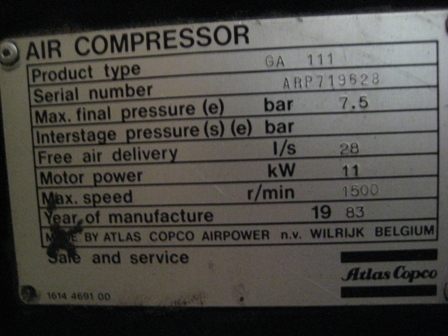 AIR COMPRESSOR
Product type GA 111
Serial number ARP719628
Max. final pressure (e) bar 7.5
Interstage pressure (s) (e) bar
Free air delivery l/s 28
Motor power kW 11
Max. speed r/min 1500
Year of manufacture 19 83
MADE BY ATLAS COPCO AIRPOWER n.v. WILRIJK BELGIUM
Sale and service
Atlas Copco
1614 4691 00